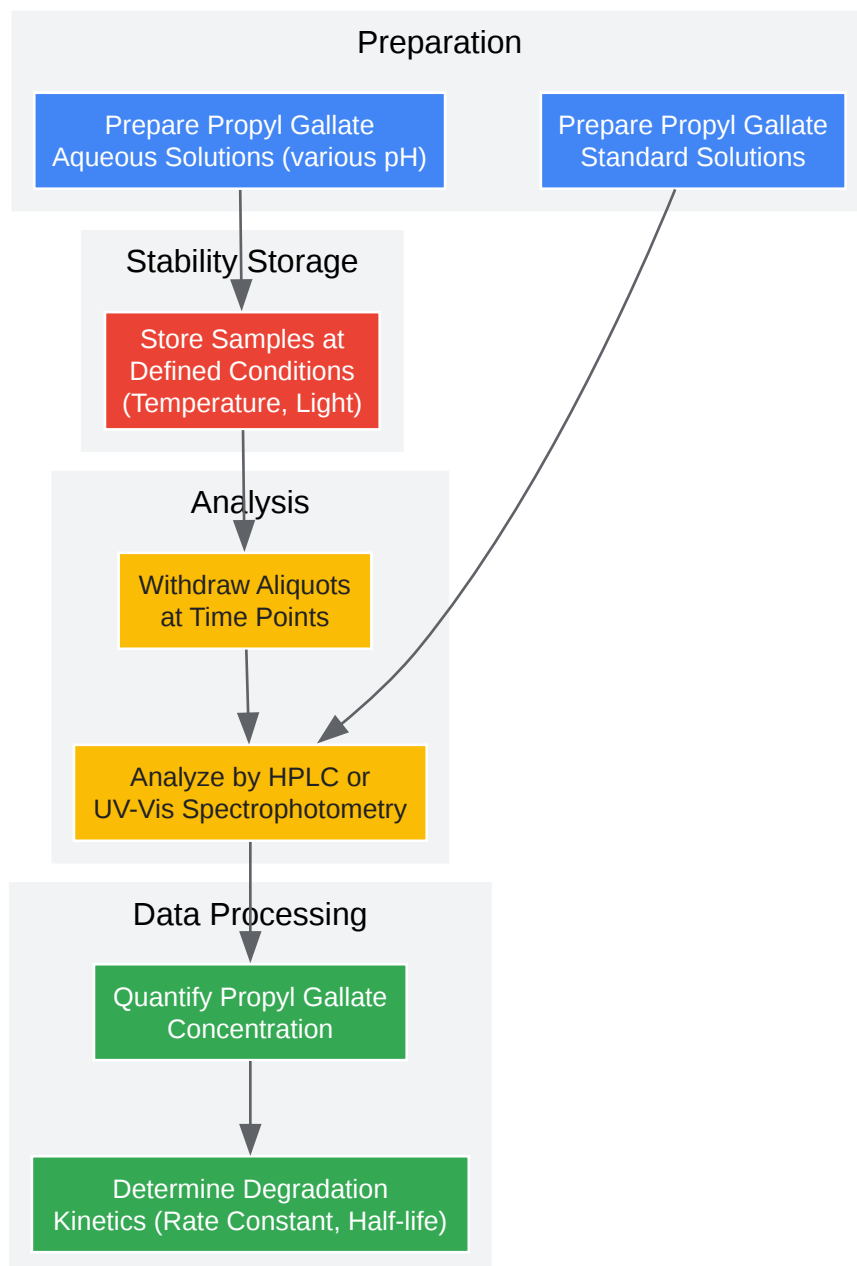 Preparation
Prepare Propyl Gallate
Aqueous Solutions (various pH)
Prepare Propyl Gallate
Standard Solutions
Stability Storage
Store Samples at
Defined Conditions
(Temperature, Light)
Analysis
Withdraw Aliquots
at Time Points
Analyze by HPLC or
UV-Vis Spectrophotometry
Data Processing
Quantify Propyl Gallate
Concentration
Determine Degradation
Kinetics (Rate Constant, Half-life)